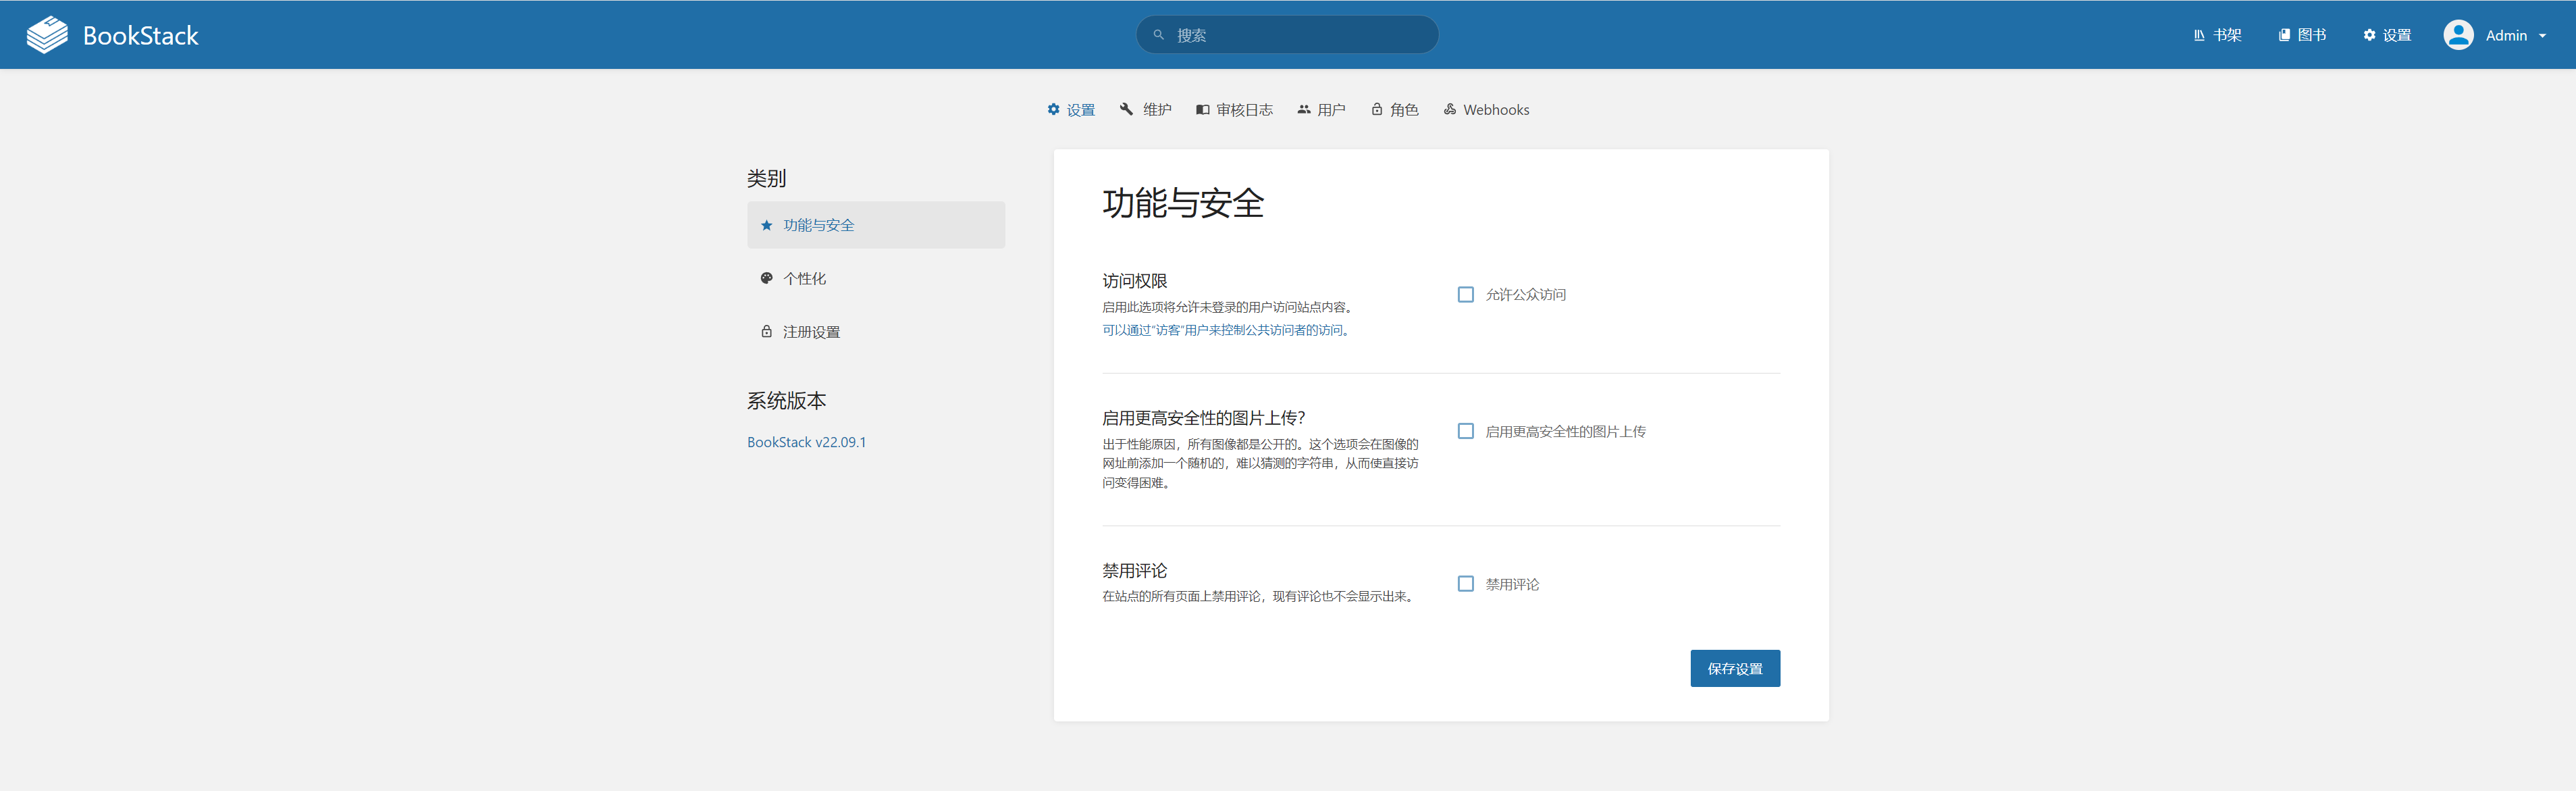 BookStack
搜索
书架
图书
设置
Admin
设置
维护
审核日志
用户
角色
Webhooks
类别
功能与安全
个性化
注册设置
系统版本
BookStack v22.09.1
功能与安全
访问权限
启用此选项将允许未登录的用户访问站点内容。
可以通过“访客”用户来控制公共访问者的访问。
允许公众访问
启用更高安全性的图片上传?
出于性能原因，所有图像都是公开的。这个选项会在图像的
网址前添加一个随机的，难以猜测的字符串，从而使直接访
问变得困难。
启用更高安全性的图片上传
禁用评论
在站点的所有页面上禁用评论，现有评论也不会显示出来。
禁用评论
保存设置